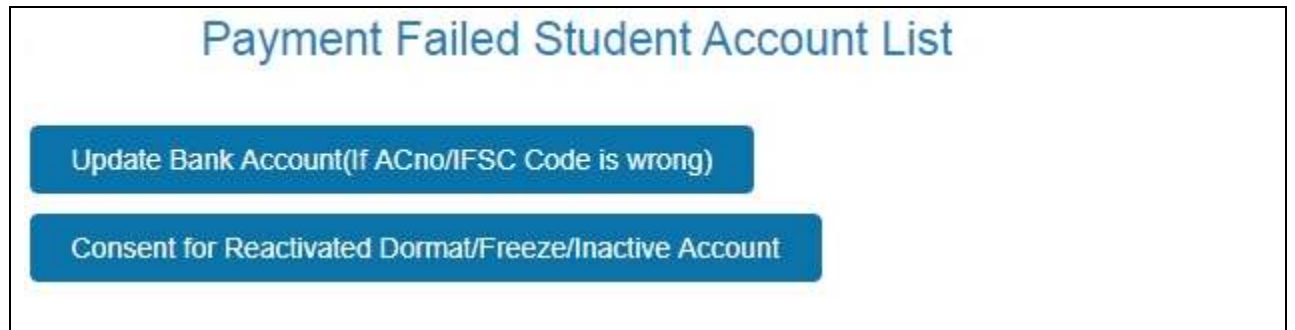 Payment Failed Student Account List
Update Bank Account(If ACno/IFSC Code is wrong)
Consent for Reactivated Dormat/Freeze/Inactive Account